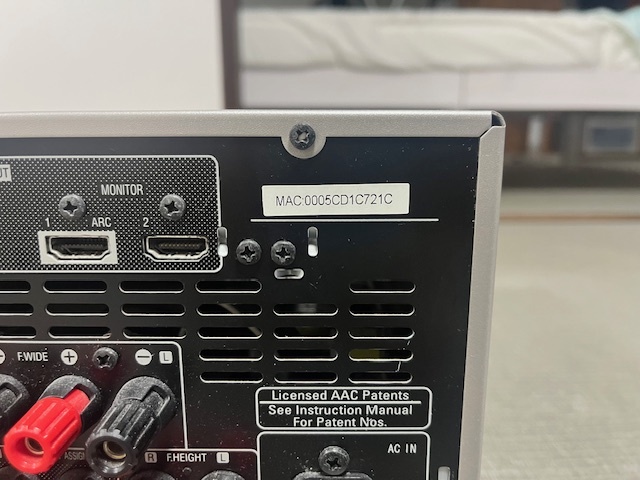 MONITOR
1 ARC 2
MAC:0005CD1C721C
F.WIDE + - L
Licensed AAC Patents
See Instruction Manual
For Patent Nos.
R F.HEIGHT L
AC IN